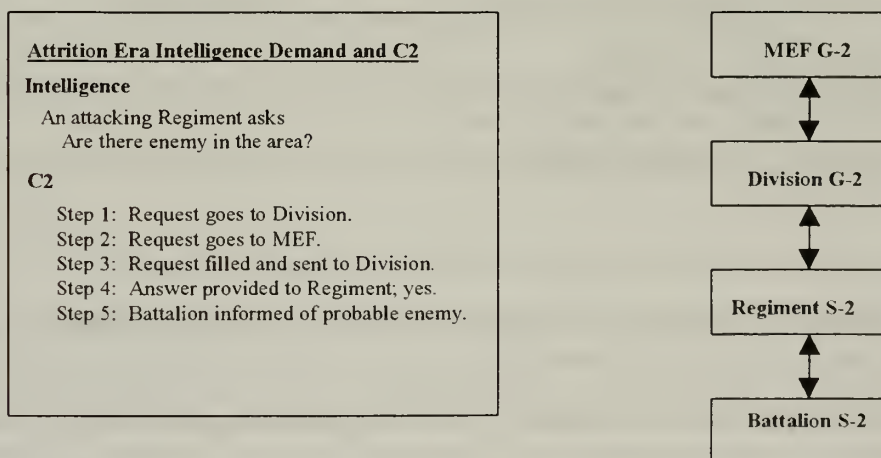 Attrition Era Intelligence Demand and C2
Intelligence
An attacking Regiment asks
Are there enemy in the area?
C2
Step 1: Request goes to Division.
Step 2: Request goes to MEF.
Step 3: Request filled and sent to Division.
Step 4: Answer provided to Regiment; yes.
Step 5: Battalion informed of probable enemy.
MEF G-2
Division G-2
Regiment S-2
Battalion S-2